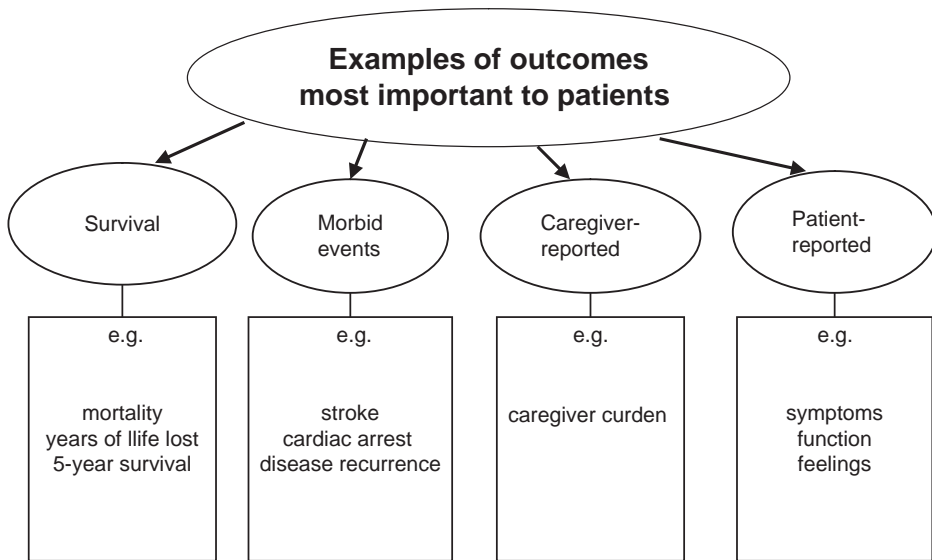 Examples of outcomes
most important to patients
Survival
Morbid
events
Caregiver-
reported
Patient-
reported
e.g.
mortality
years of llife lost
5-year survival
e.g.
stroke
cardiac arrest
disease recurrence
e.g.
caregiver curden
e.g.
symptoms
function
feelings